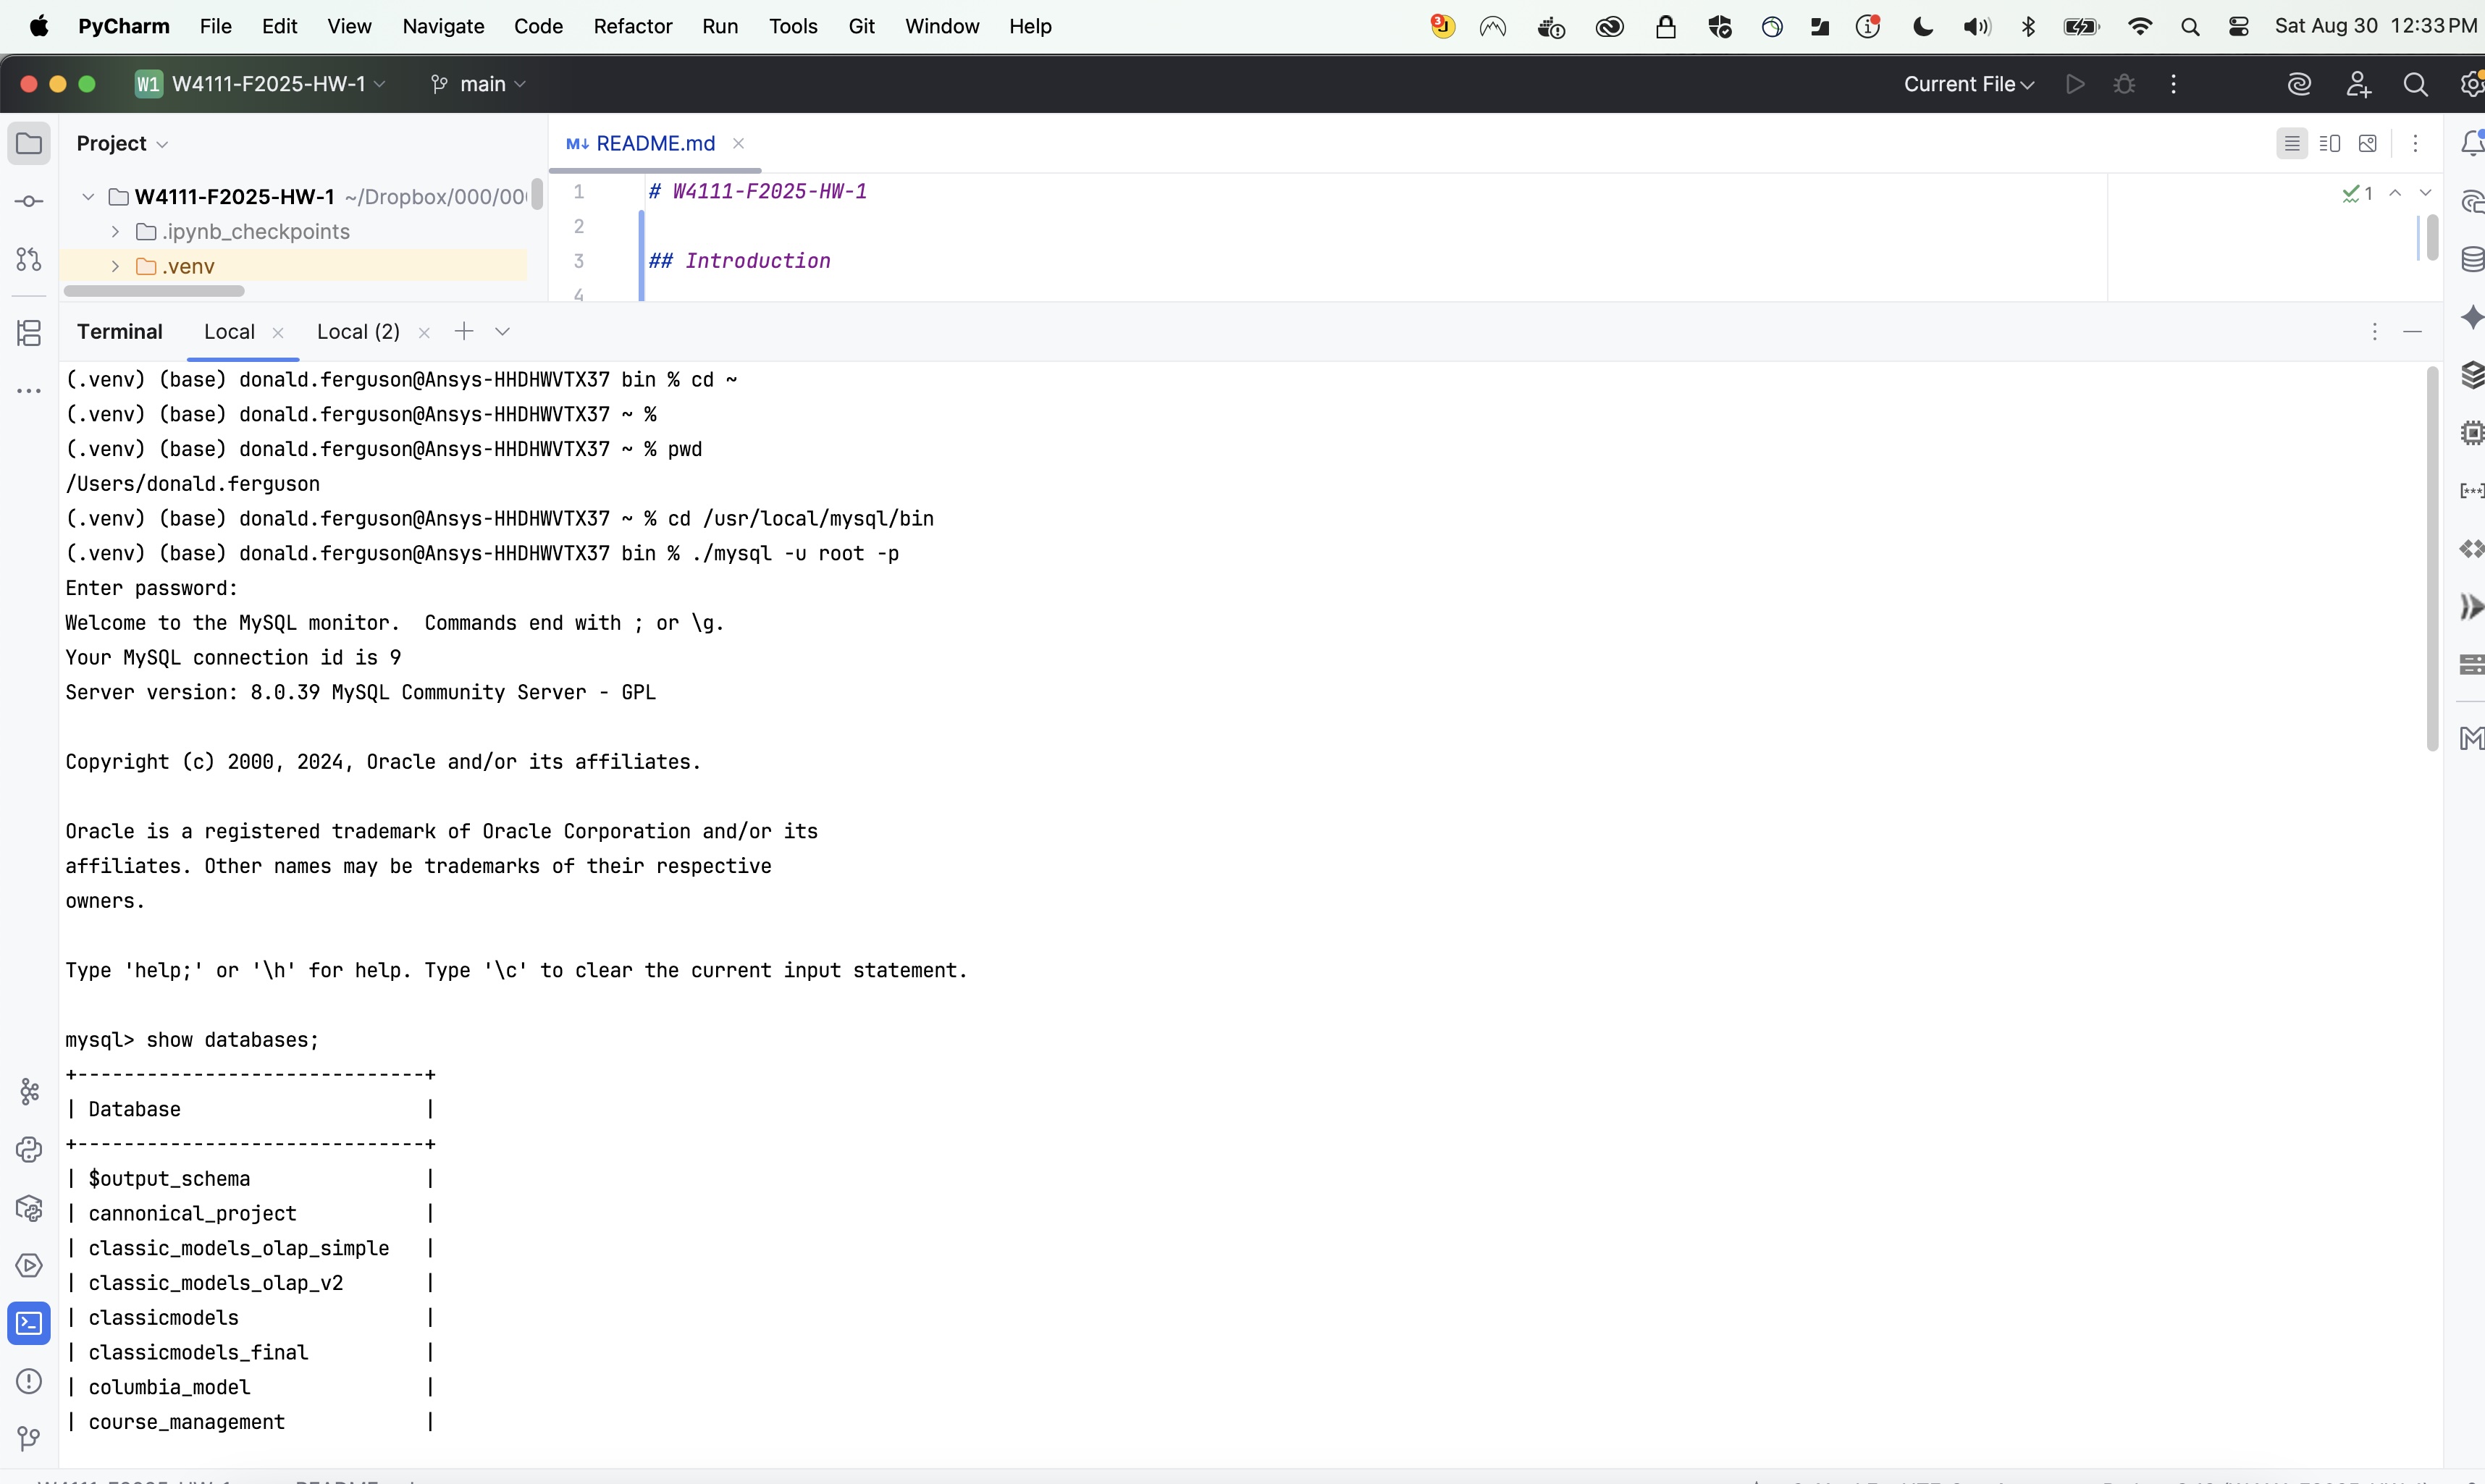 PyCharm File Edit View Navigate Code Refactor Run Tools Git Window Help 3 Sat Aug 30 12:33 PM
W1 W4111-F2025-HW-1 main Current File
Project
W4111-F2025-HW-1 ~/Dropbox/000/00
.ipynb_checkpoints
.venv
M↓ README.md
1 # W4111-F2025-HW-1
2
3 ## Introduction
4
1
Terminal Local Local (2)
(.venv) (base) donald.ferguson@Ansys-HHDHWVTX37 bin % cd ~
(.venv) (base) donald.ferguson@Ansys-HHDHWVTX37 ~ %
(.venv) (base) donald.ferguson@Ansys-HHDHWVTX37 ~ % pwd
/Users/donald.ferguson
(.venv) (base) donald.ferguson@Ansys-HHDHWVTX37 ~ % cd /usr/local/mysql/bin
(.venv) (base) donald.ferguson@Ansys-HHDHWVTX37 bin % ./mysql -u root -p
Enter password:
Welcome to the MySQL monitor.  Commands end with ; or \g.
Your MySQL connection id is 9
Server version: 8.0.39 MySQL Community Server - GPL
Copyright (c) 2000, 2024, Oracle and/or its affiliates.
Oracle is a registered trademark of Oracle Corporation and/or its
affiliates. Other names may be trademarks of their respective
owners.
Type 'help;' or '\h' for help. Type '\c' to clear the current input statement.
mysql> show databases;
+------------------------------+
| Database                     |
+------------------------------+
| $output_schema               |
| cannonical_project           |
| classic_models_olap_simple   |
| classic_models_olap_v2       |
| classicmodels                |
| classicmodels_final          |
| columbia_model               |
| course_management            |